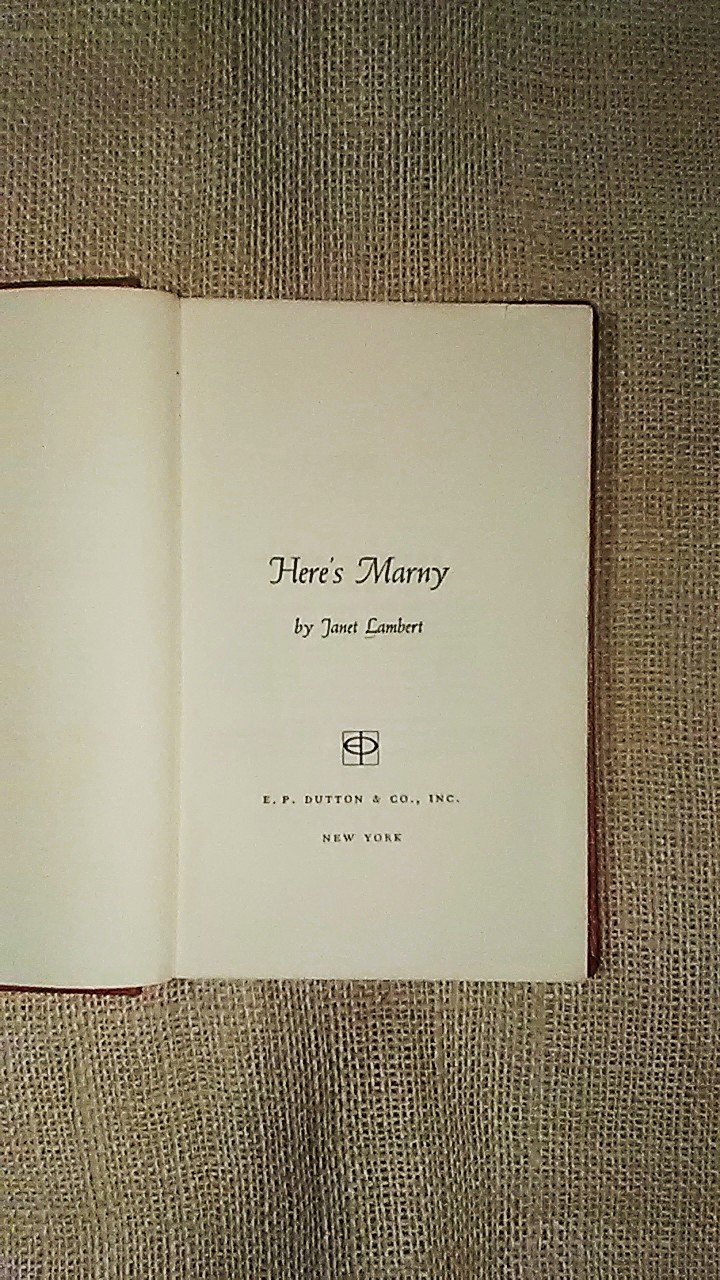 Here's Marny
by Janet Lambert
E. P. DUTTON & CO., INC.
NEW YORK